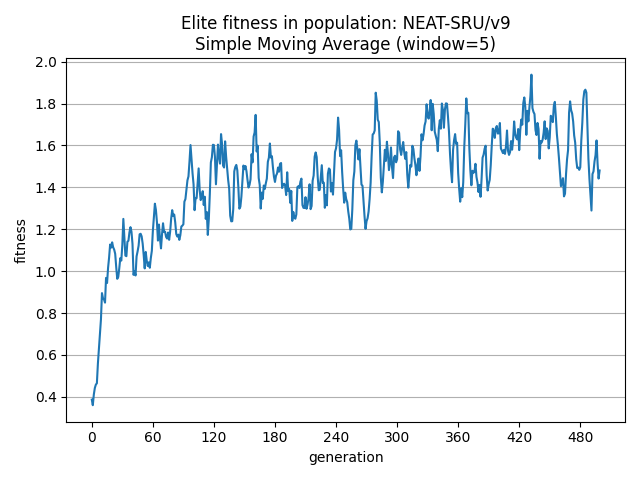 Elite fitness in population: NEAT-SRU/v9
Simple Moving Average (window=5)
2.0
1.8
1.6
1.4
1.2
1.0
0.8
0.6
0.4
fitness
0 60 120 180 240 300 360 420 480
generation